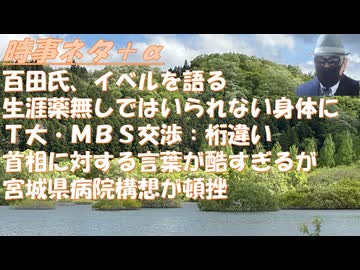 時事ネタ+α
百田氏、イベルを語る
生涯薬無しではいられない身体に
T大・MBS交渉：桁違い
首相に対する言葉が酷すぎるが
宮城県病院構想が頓挫